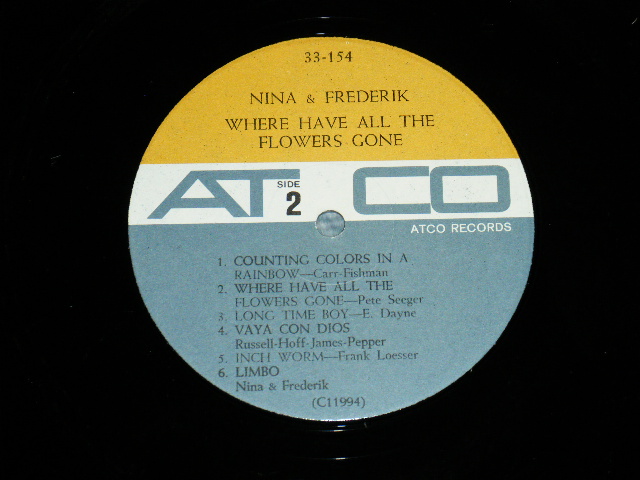 33-154
NINA & FREDERIK
WHERE HAVE ALL THE
FLOWERS GONE
ATCO
SIDE
2
ATCO RECORDS
1. COUNTING COLORS IN A
RAINBOW—Carr-Fishman
2. WHERE HAVE ALL THE
FLOWERS GONE—Pete Seeger
3. LONG TIME BOY—E. Dayne
4. VAYA CON DIOS
Russell-Hoff-James-Pepper
5. INCH WORM—Frank Loesser
6. LIMBO
Nina & Frederik
(C11994)